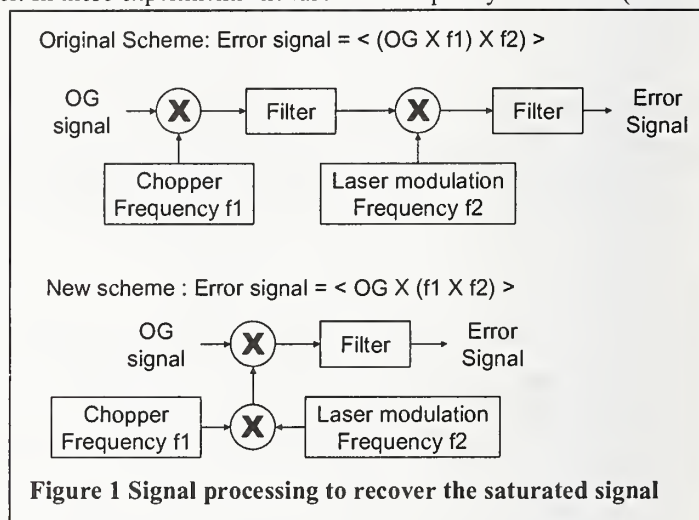 Original Scheme: Error signal = < (OG X f1) X f2) >
OG
signal
X
Filter
X
Filter
Error
Signal
Chopper
Frequency f1
Laser modulation
Frequency f2
New scheme : Error signal = < OG X (f1 X f2) >
OG
signal
X
Filter
Error
Signal
Chopper
Frequency f1
X
Laser modulation
Frequency f2
Figure 1 Signal processing to recover the saturated signal